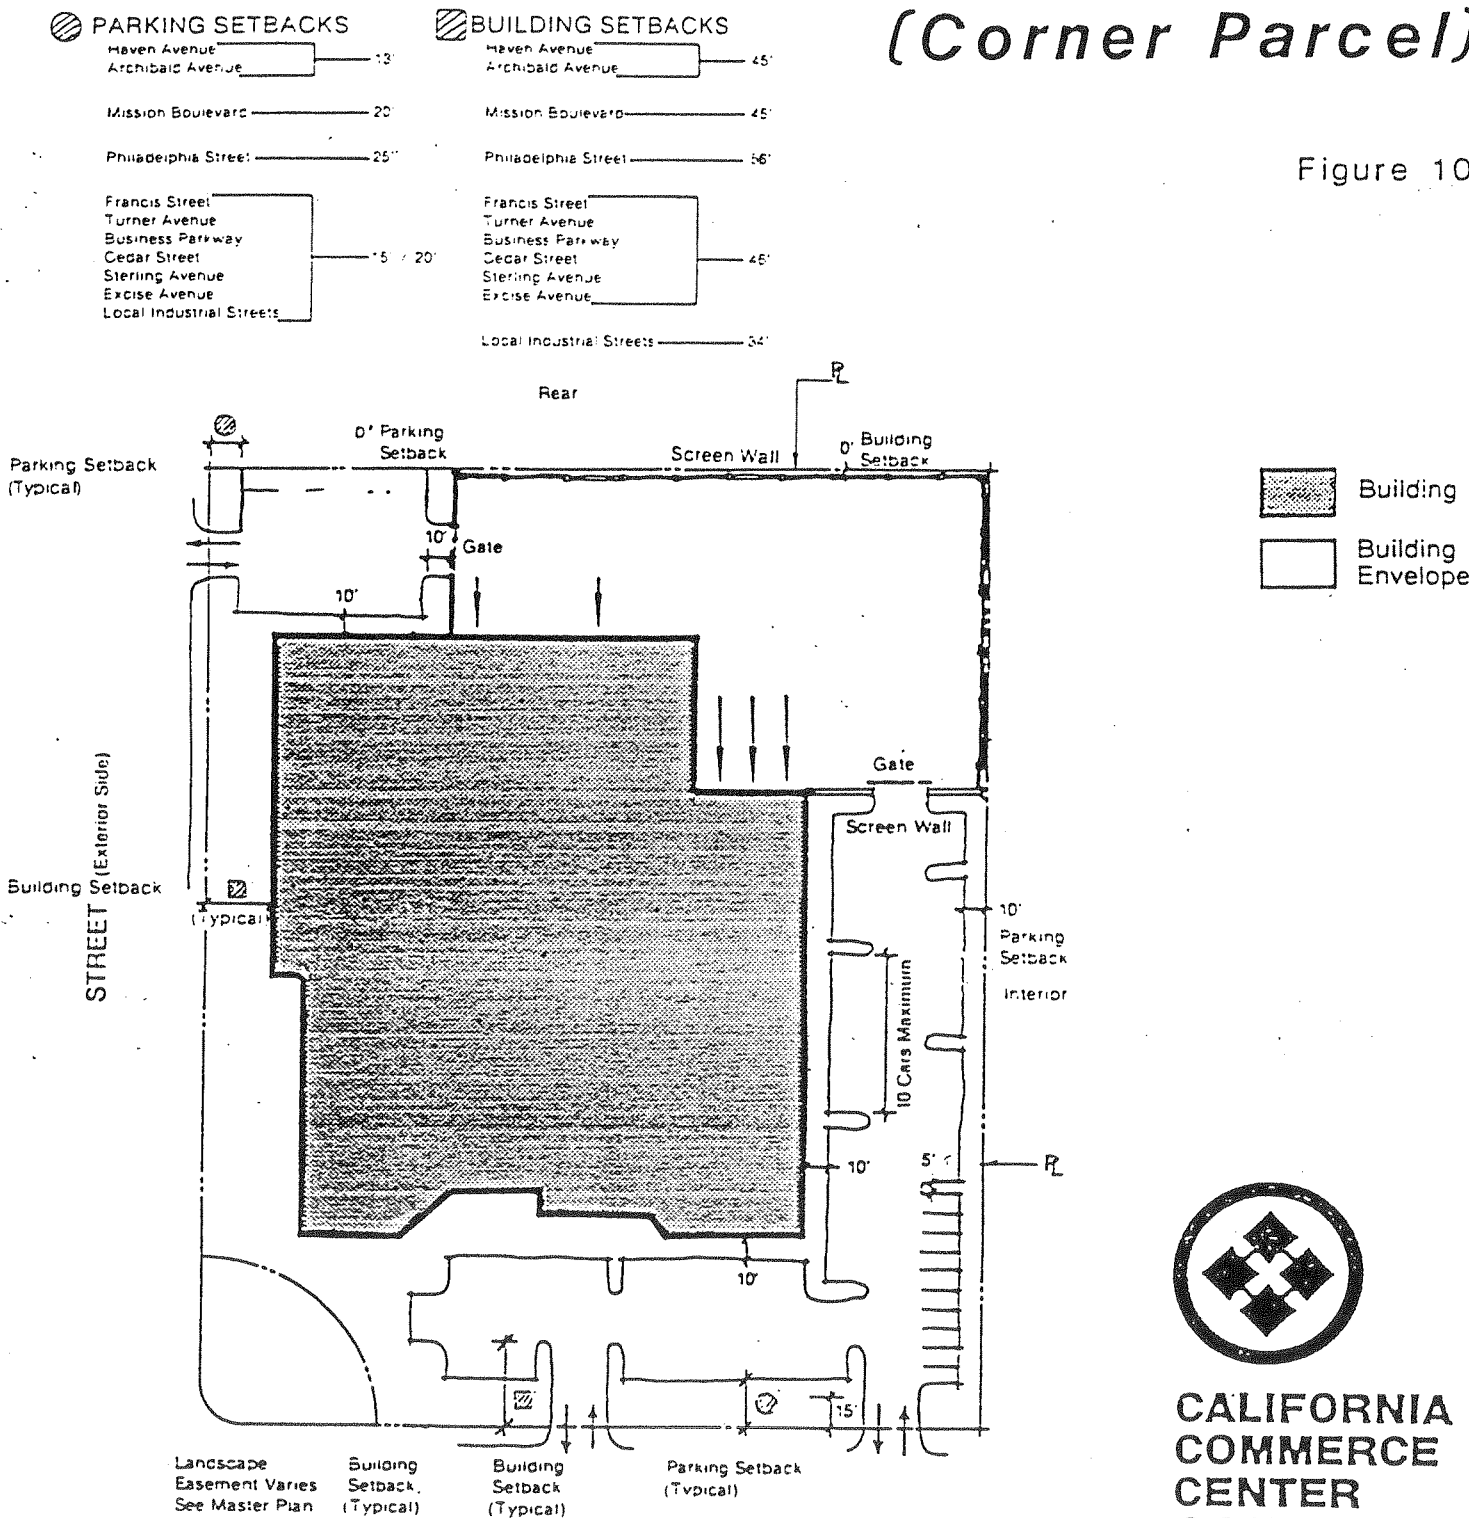 PARKING SETBACKS
Haven Avenue
Archibald Avenue
13'
Mission Boulevard
20'
Philadelphia Street
25'
Francis Street
Turner Avenue
Business Parkway
Cedar Street
Sterling Avenue
Excise Avenue
Local Industrial Streets
15' / 20'
BUILDING SETBACKS
Haven Avenue
Archibald Avenue
45'
Mission Boulevard
45'
Philadelphia Street
56'
Francis Street
Turner Avenue
Business Parkway
Cedar Street
Sterling Avenue
Excise Avenue
45'
Local Industrial Streets
34'
(Corner Parcel)
Figure 10
Rear
PL
0' Parking
Setback
Screen Wall
0' Building
Setback
Parking Setback
(Typical)
10'
Gate
10'
Building
Building
Envelope
Gate
Screen Wall
STREET (Exterior Side)
Building Setback
(Typical)
10'
Parking
Setback
Interior
10 Cars Maximum
10'
5'
PL
10'
15'
Landscape
Easement Varies
See Master Plan
Building
Setback
(Typical)
Building
Setback
(Typical)
Parking Setback
(Typical)
CALIFORNIA
COMMERCE
CENTER